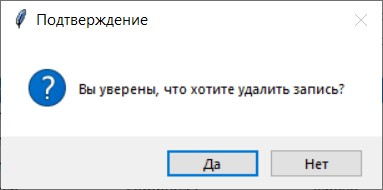 Подтверждение
Вы уверены, что хотите удалить запись?
Да
Нет